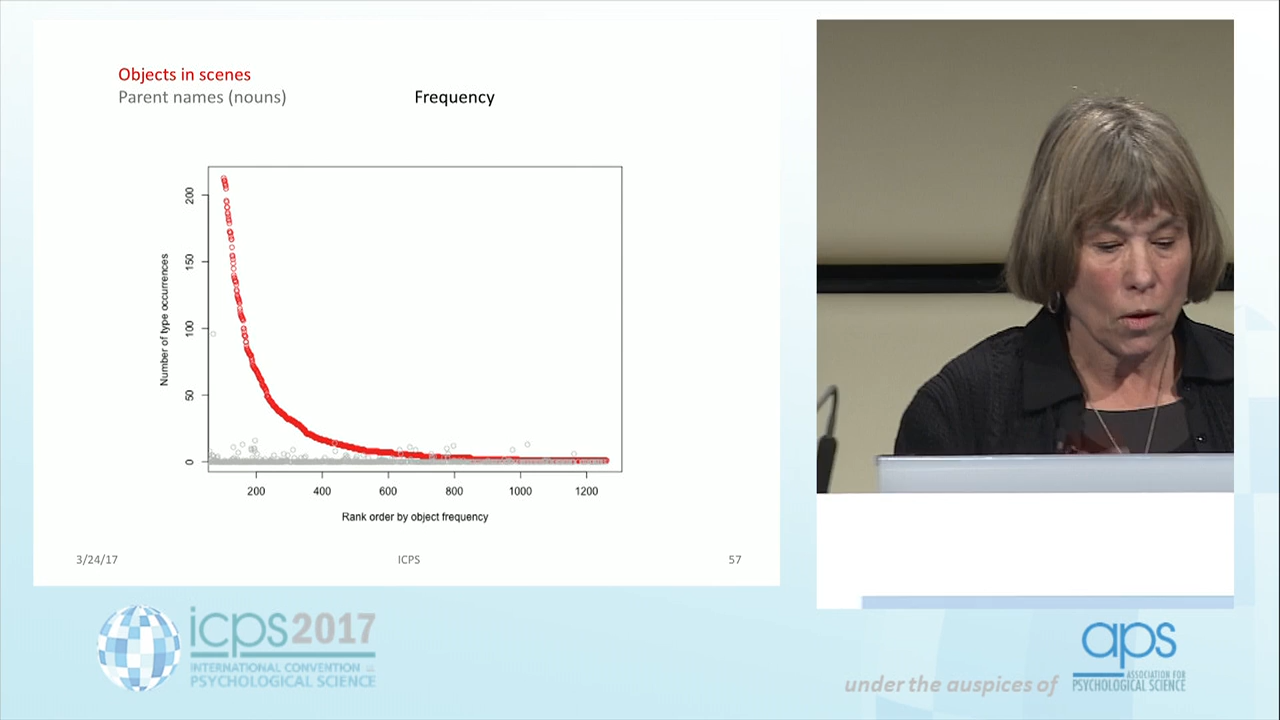 Objects in scenes
Parent names (nouns)
Frequency
Number of type occurrences
200
150
100
50
0
200 400 600 800 1000 1200
Rank order by object frequency
3/24/17
ICPS
57
icps 2017
INTERNATIONAL CONVENTION
PSYCHOLOGICAL SCIENCE
under the auspices of
aps
ASSOCIATION FOR
PSYCHOLOGICAL SCIENCE